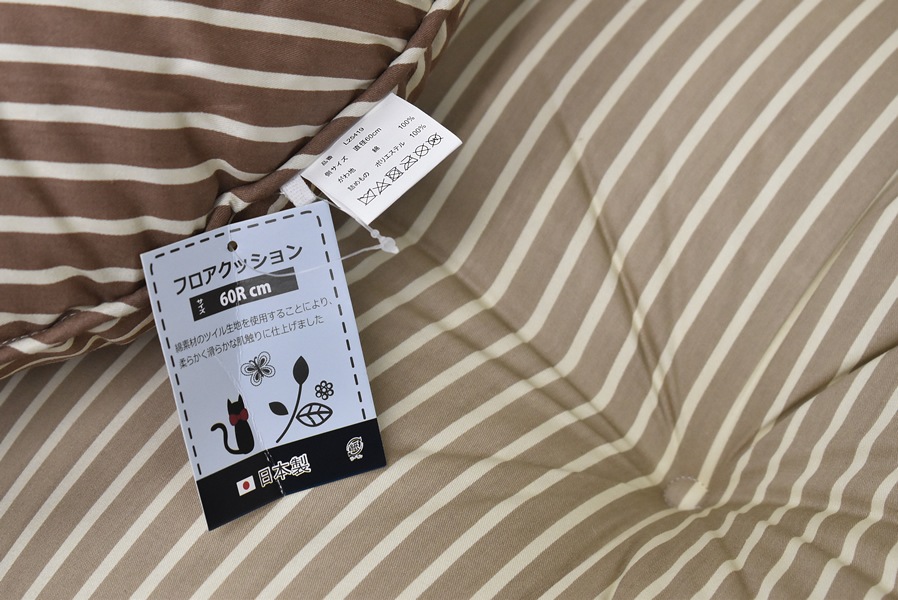 品番 L25419
側サイズ 直径60cm
がわ地 綿 100%
詰めもの ポリエステル 100%
フロアクッション
サイズ 60R cm
綿素材のツイル生地を使用することにより、
柔らかく滑らかな肌触りに仕上げました
日本製